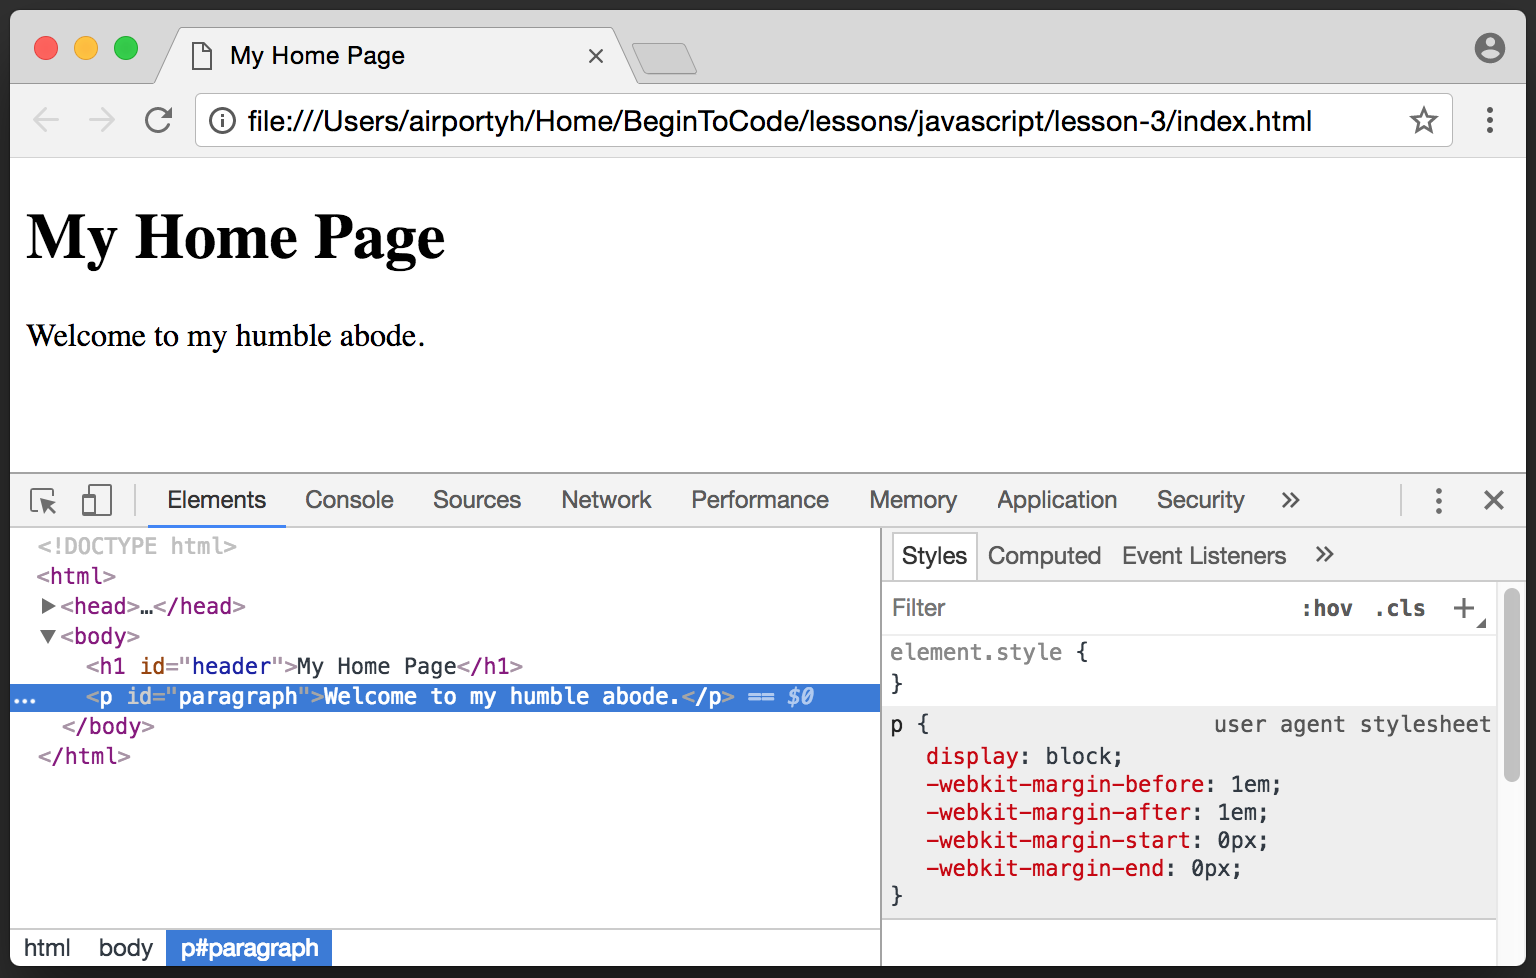 My Home Page
file:///Users/airportyh/Home/BeginToCode/lessons/javascript/lesson-3/index.html
My Home Page
Welcome to my humble abode.
Elements Console Sources Network Performance Memory Application Security »
<!DOCTYPE html>
<html>
<head>…</head>
<body>
<h1 id="header">My Home Page</h1>
... <p id="paragraph">Welcome to my humble abode.</p> == $0
</body>
</html>
html body p#paragraph
Styles Computed Event Listeners »
Filter :hov .cls +
element.style {
}
p { user agent stylesheet
display: block;
-webkit-margin-before: 1em;
-webkit-margin-after: 1em;
-webkit-margin-start: 0px;
-webkit-margin-end: 0px;
}